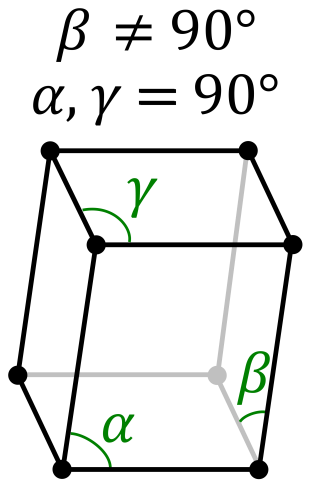 β ≠ 90°
α, γ = 90°
γ
β
α